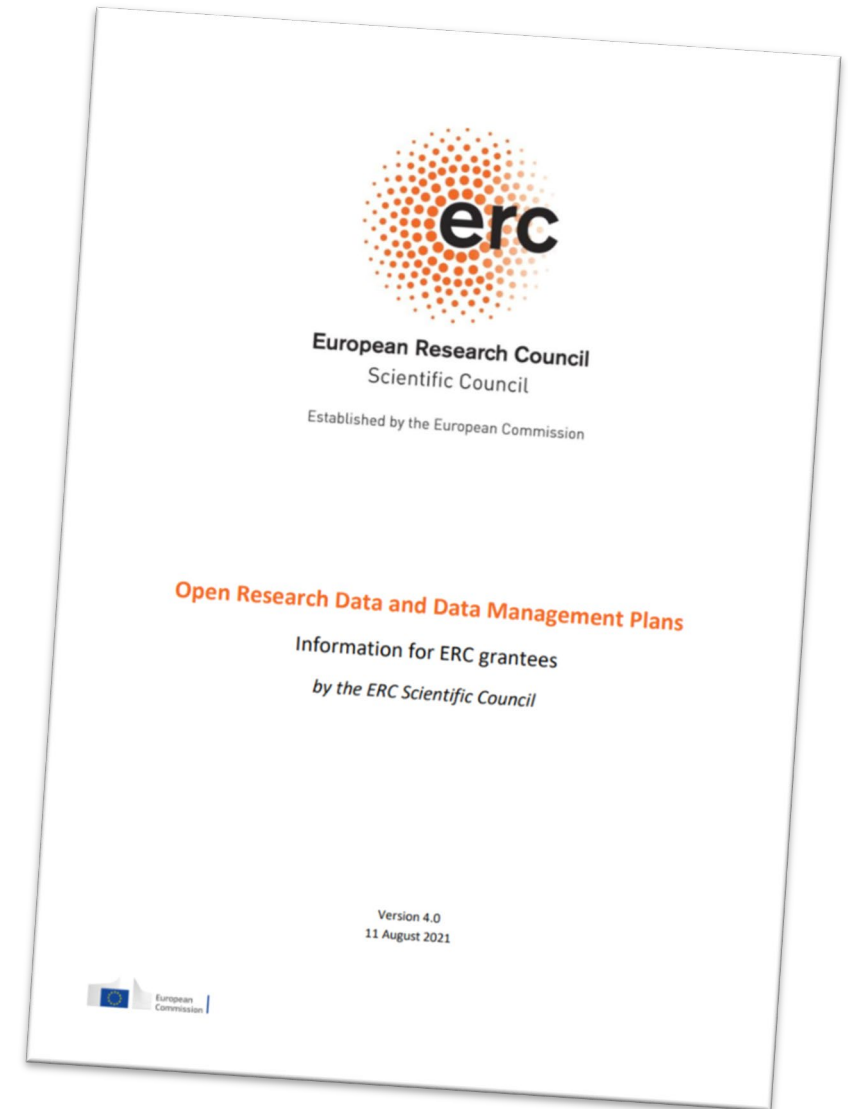 erc
European Research Council
Scientific Council
Established by the European Commission
Open Research Data and Data Management Plans
Information for ERC grantees
by the ERC Scientific Council
Version 4.0
11 August 2021
European
Commission